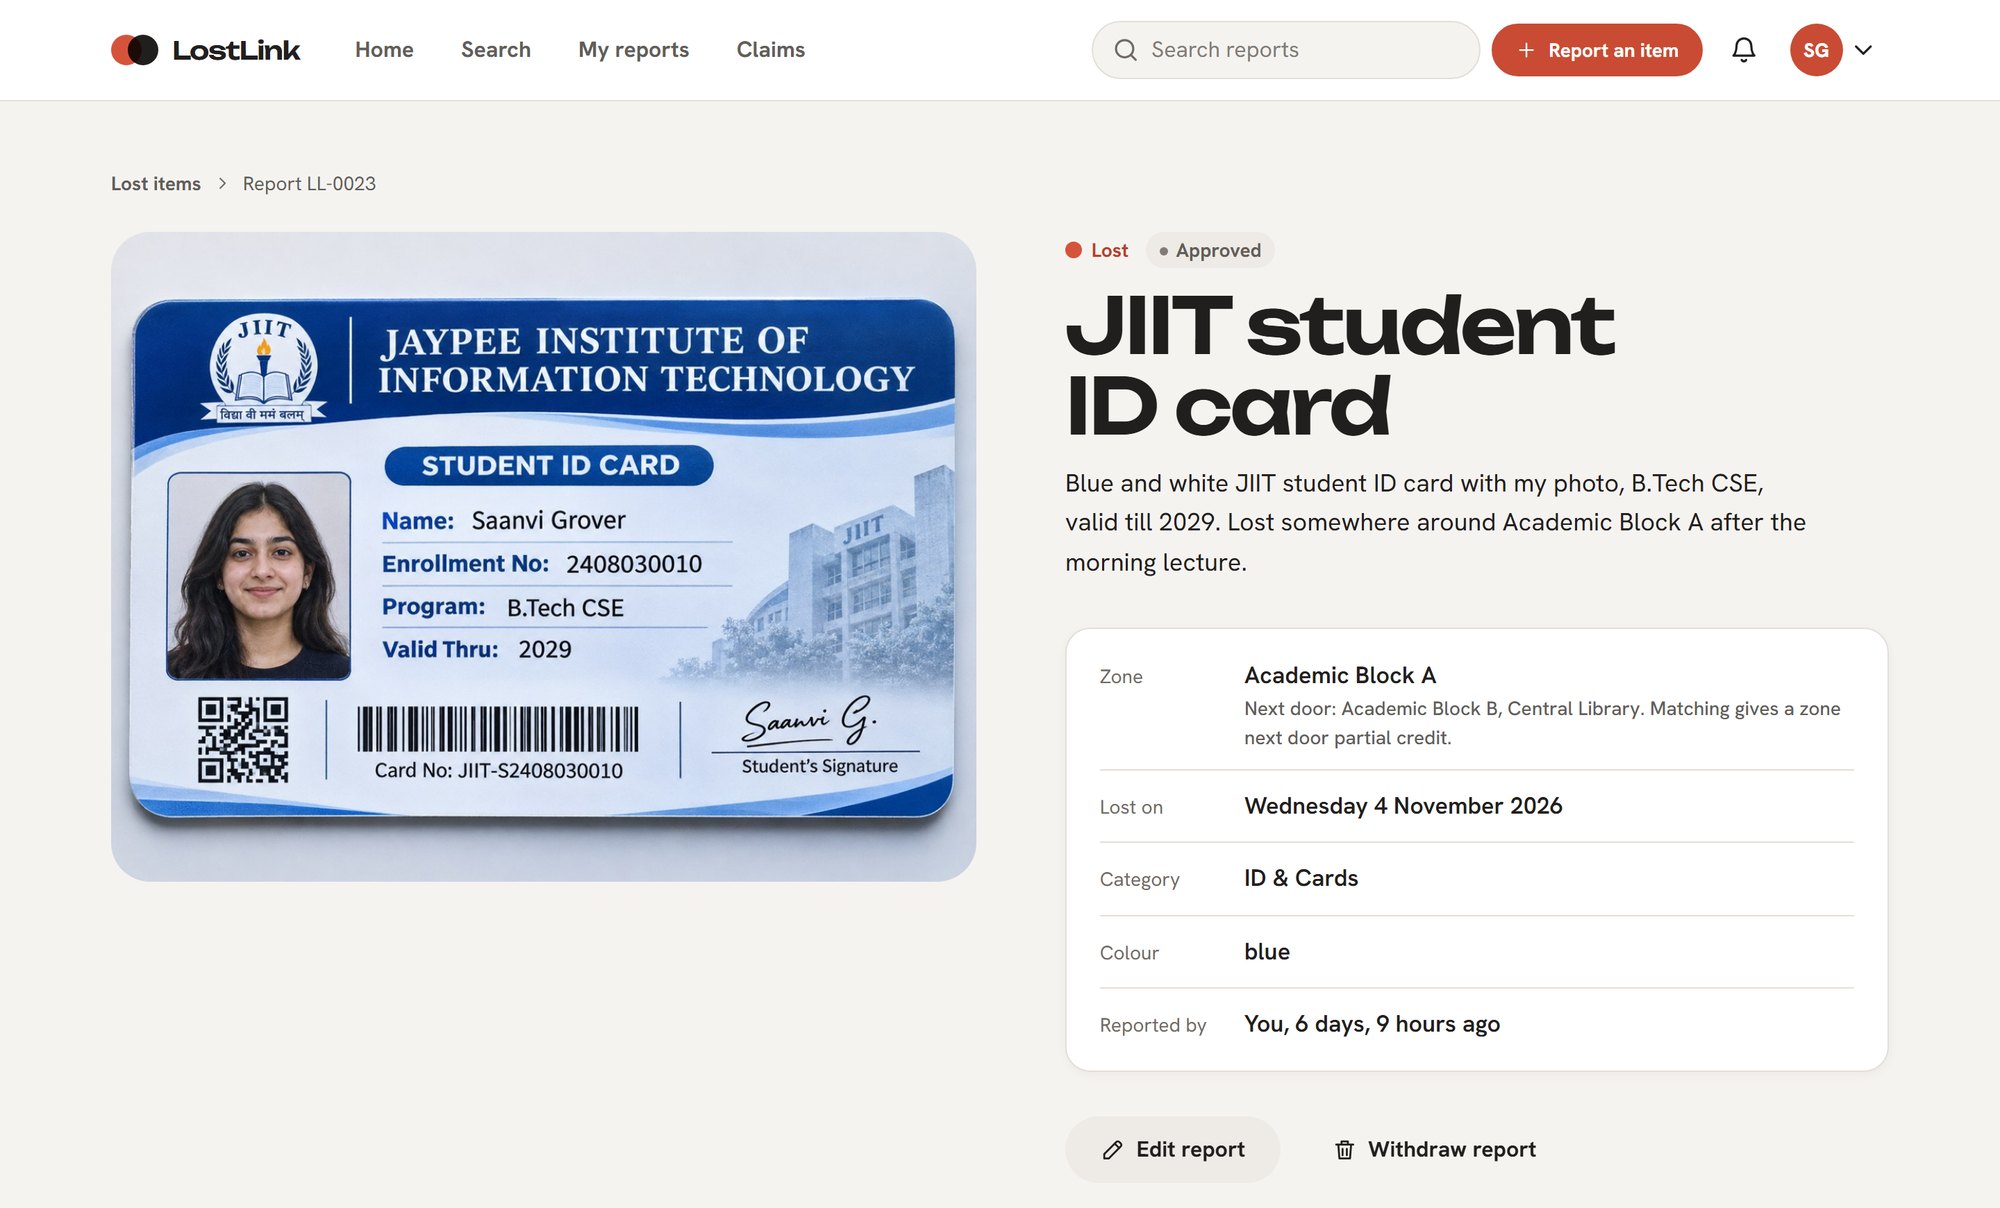 LostLink
Home
Search
My reports
Claims
Search reports
Report an item
SG
Lost items
Report LL-0023
JIIT
विद्या वी ममं बलम्
JAYPEE INSTITUTE OF
INFORMATION TECHNOLOGY
STUDENT ID CARD
Name: Saanvi Grover
Enrollment No: 2408030010
Program: B.Tech CSE
Valid Thru: 2029
JIIT
Card No: JIIT-S2408030010
Saanvi G.
Student’s Signature
Lost
Approved
JIIT student
ID card
Blue and white JIIT student ID card with my photo, B.Tech CSE,
valid till 2029. Lost somewhere around Academic Block A after the
morning lecture.
Zone
Academic Block A
Next door: Academic Block B, Central Library. Matching gives a zone
next door partial credit.
Lost on
Wednesday 4 November 2026
Category
ID & Cards
Colour
blue
Reported by
You, 6 days, 9 hours ago
Edit report
Withdraw report